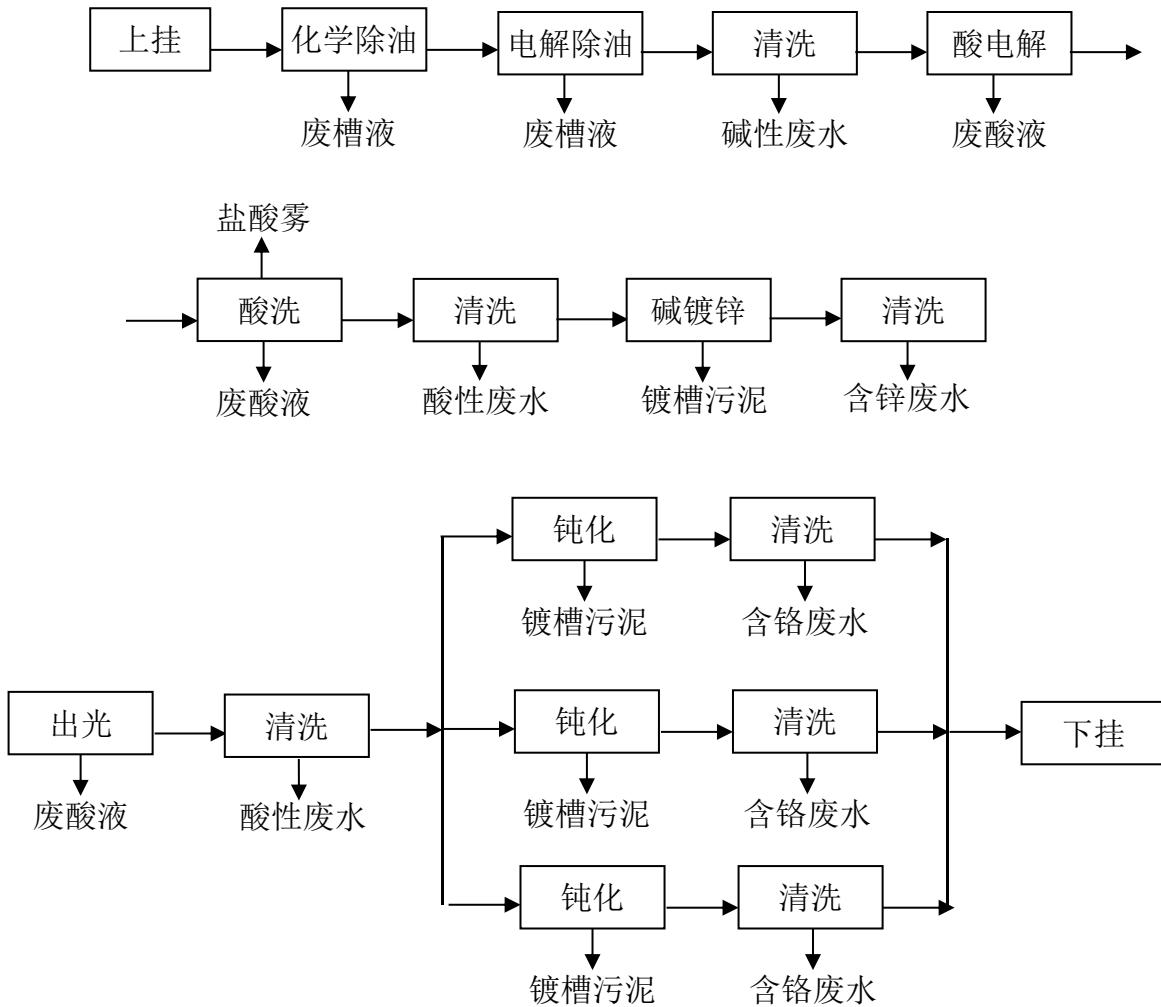 上挂 化学除油 电解除油 清洗 酸电解
废槽液 废槽液 碱性废水 废酸液
盐酸雾
酸洗 清洗 碱镀锌 清洗
废酸液 酸性废水 镀槽污泥 含锌废水
钝化 清洗
镀槽污泥 含铬废水
出光 清洗 钝化 清洗 下挂
废酸液 酸性废水 镀槽污泥 含铬废水
钝化 清洗
镀槽污泥 含铬废水